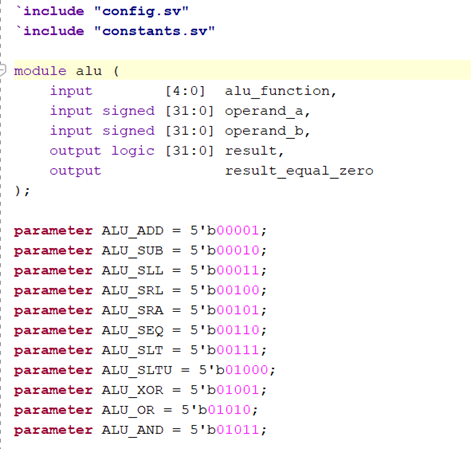 `include "config.sv"
`include "constants.sv"
module alu (
    input        [4:0]  alu_function,
    input signed [31:0] operand_a,
    input signed [31:0] operand_b,
    output logic [31:0] result,
    output              result_equal_zero
);
parameter ALU_ADD = 5'b00001;
parameter ALU_SUB = 5'b00010;
parameter ALU_SLL = 5'b00011;
parameter ALU_SRL = 5'b00100;
parameter ALU_SRA = 5'b00101;
parameter ALU_SEQ = 5'b00110;
parameter ALU_SLT = 5'b00111;
parameter ALU_SLTU = 5'b01000;
parameter ALU_XOR = 5'b01001;
parameter ALU_OR = 5'b01010;
parameter ALU_AND = 5'b01011;